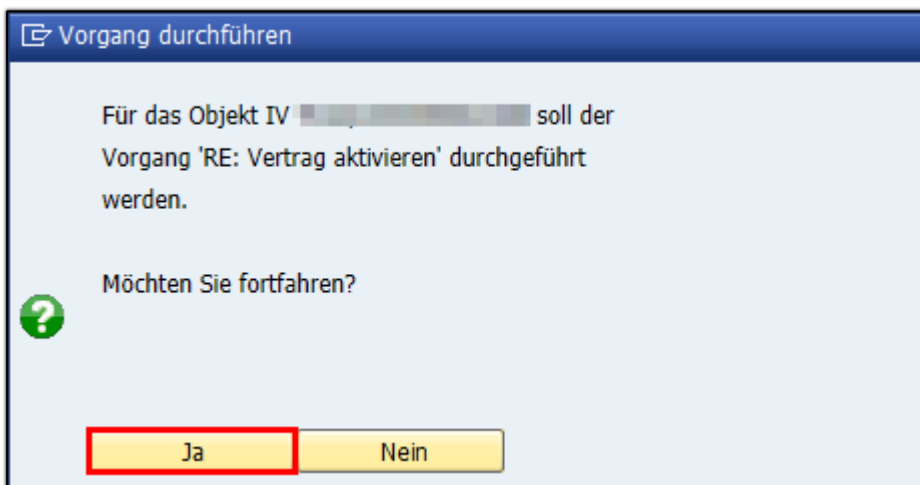 Vorgang durchführen
Für das Objekt IV soll der
Vorgang 'RE: Vertrag aktivieren' durchgeführt
werden.
Möchten Sie fortfahren?
Ja Nein